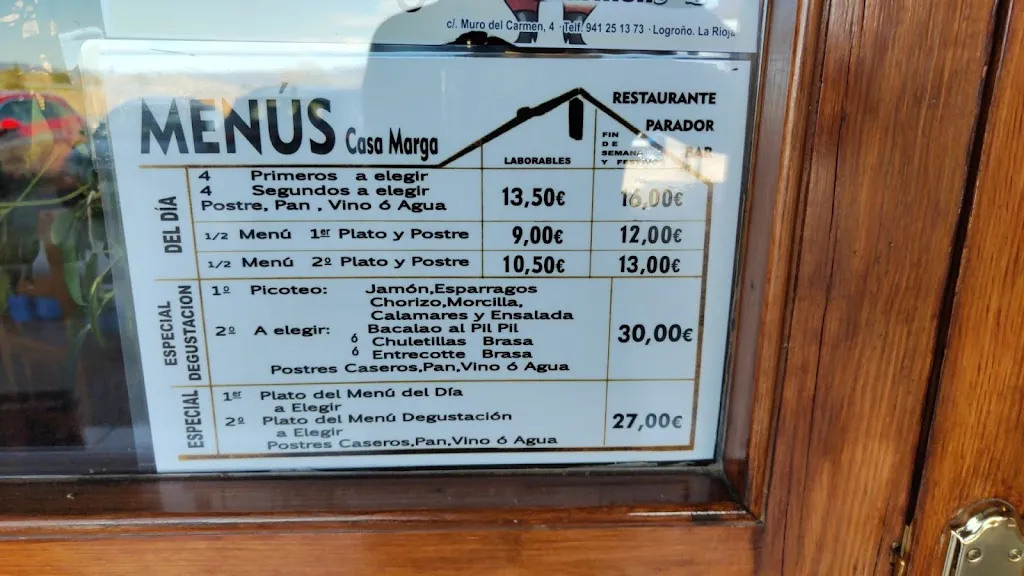 c/. Muro del Carmen, 4 · Telf. 941 25 13 73 · Logroño. La Rioja
MENÚS Casa Marga
RESTAURANTE
PARADOR
BAR
LABORABLES
FIN
DE
SEMANA
Y FESTIVO
DEL DÍA
4 Primeros a elegir
4 Segundos a elegir
Postre, Pan , Vino ó Agua
13,50€
16,00€
1/2 Menú 1er Plato y Postre
9,00€
12,00€
1/2 Menú 2º Plato y Postre
10,50€
13,00€
ESPECIAL
DEGUSTACION
1º Picoteo: Jamón,Esparragos
Chorizo,Morcilla,
Calamares y Ensalada
2º A elegir: Bacalao al Pil Pil
ó Chuletillas Brasa
ó Entrecotte Brasa
Postres Caseros,Pan,Vino ó Agua
30,00€
ESPECIAL
1er Plato del Menú del Día
a Elegir
2º Plato del Menú Degustación
a Elegir
Postres Caseros,Pan,Vino ó Agua
27,00€